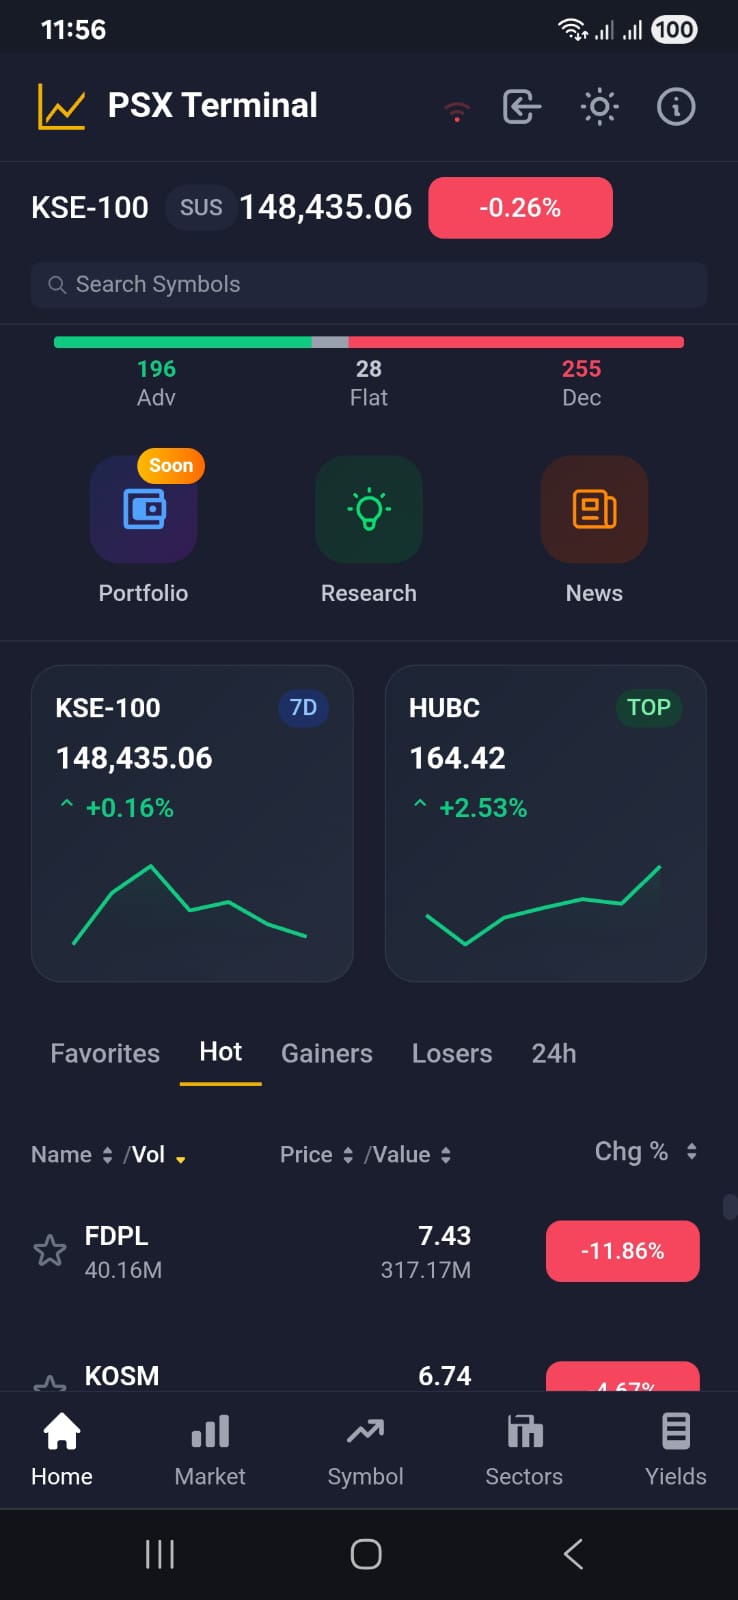 11:56
100
PSX Terminal
KSE-100 SUS 148,435.06 -0.26%
Search Symbols
196 28 255
Adv Flat Dec
Soon
Portfolio Research News
KSE-100 7D
148,435.06
+0.16%
HUBC TOP
164.42
+2.53%
Favorites Hot Gainers Losers 24h
Name /Vol Price /Value Chg %
FDPL 7.43 -11.86%
40.16M 317.17M
KOSM 6.74 -4.67%
Home Market Symbol Sectors Yields